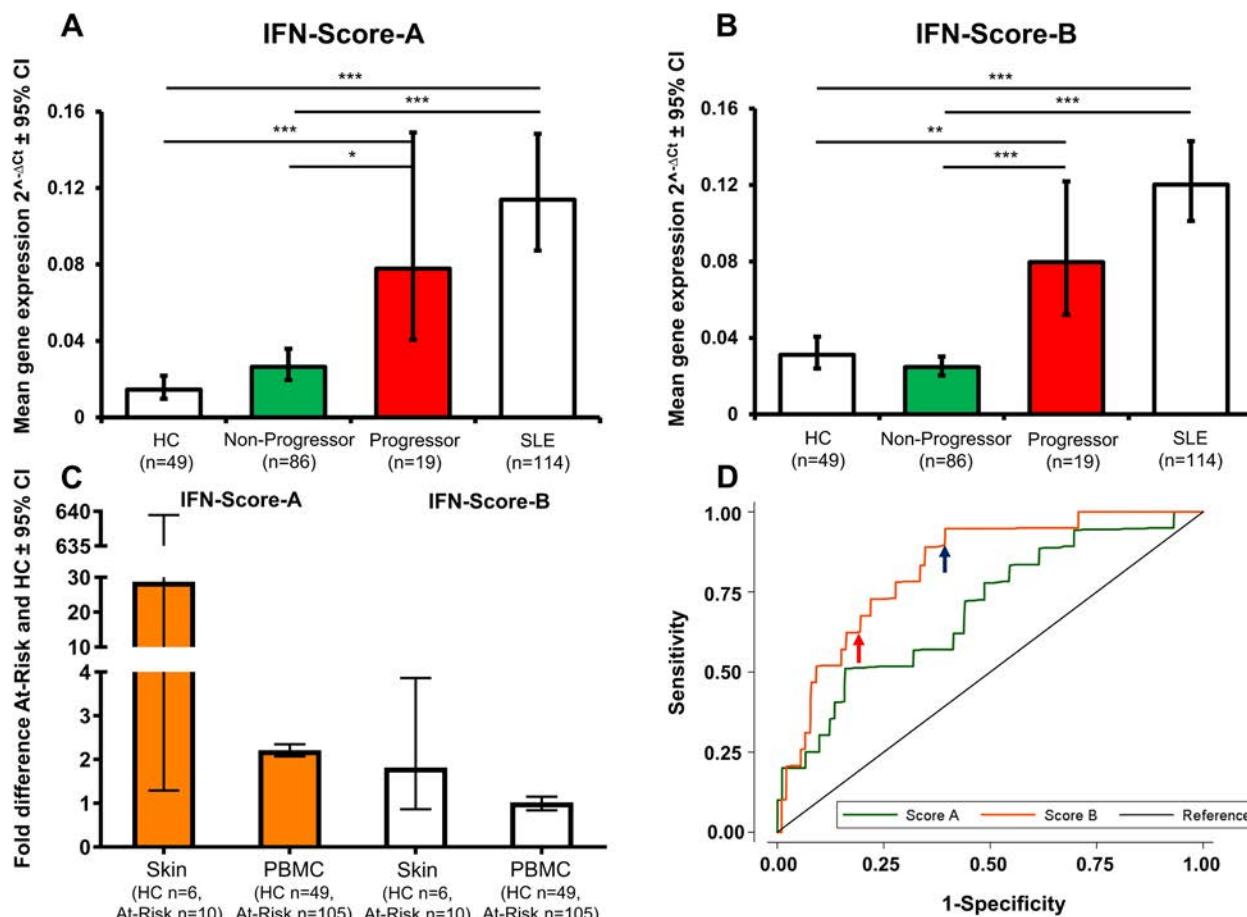 A
IFN-Score-A
Mean gene expression 2^-ΔCt ± 95% CI
***
***
***
*
0.16
0.12
0.08
0.04
0
HC
(n=49)
Non-Progressor
(n=86)
Progressor
(n=19)
SLE
(n=114)
B
IFN-Score-B
Mean gene expression 2^-ΔCt ± 95% CI
***
***
**
***
0.16
0.12
0.08
0.04
0
HC
(n=49)
Non-Progressor
(n=86)
Progressor
(n=19)
SLE
(n=114)
C
IFN-Score-A
IFN-Score-B
Fold difference At-Risk and HC ± 95% CI
640
635
30
20
10
4
3
2
1
0
Skin
(HC n=6,
At-Risk n=10)
PBMC
(HC n=49,
At-Risk n=105)
Skin
(HC n=6,
At-Risk n=10)
PBMC
(HC n=49,
At-Risk n=105)
D
Sensitivity
1.00
0.75
0.50
0.25
0.00
Score A
Score B
Reference
0.00
0.25
0.50
0.75
1.00
1-Specificity